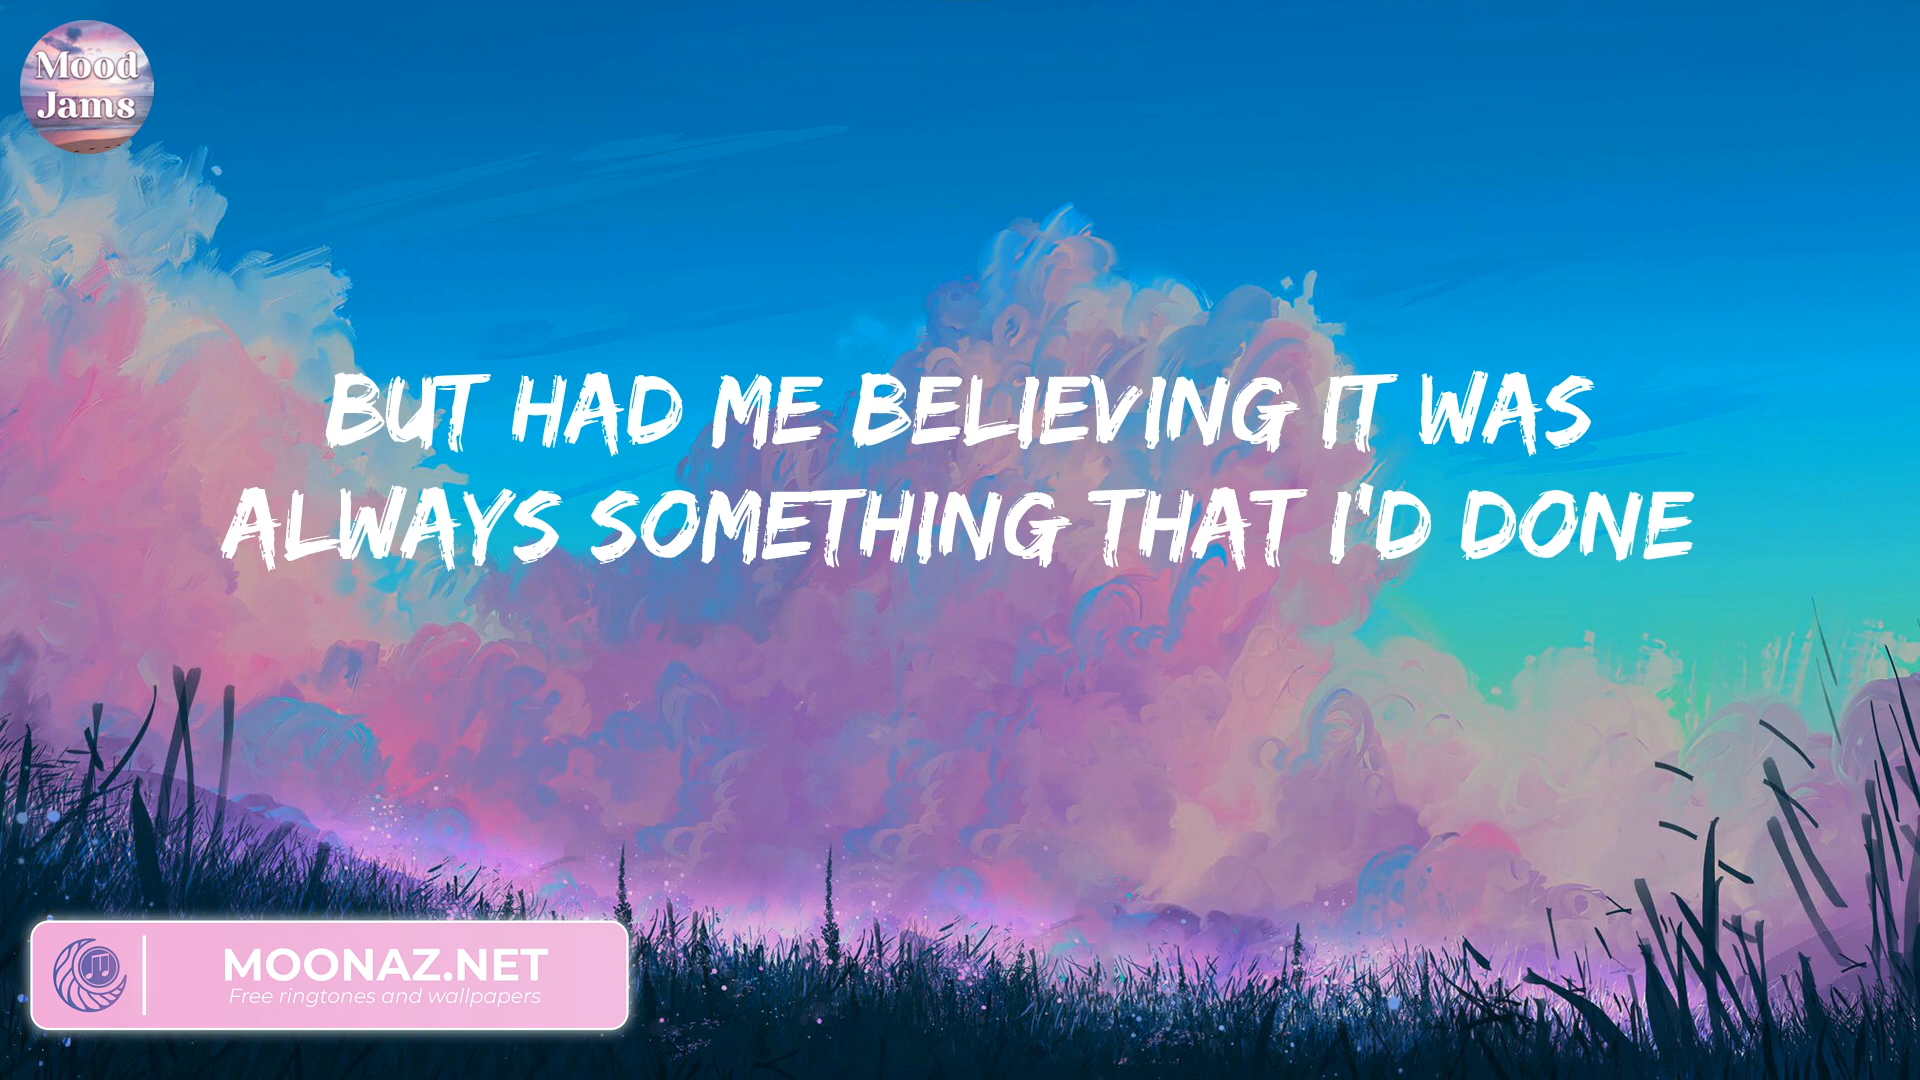 Mood
Jams
BUT HAD ME BELIEVING IT WAS
ALWAYS SOMETHING THAT I'D DONE
MOONAZ.NET
Free ringtones and wallpapers